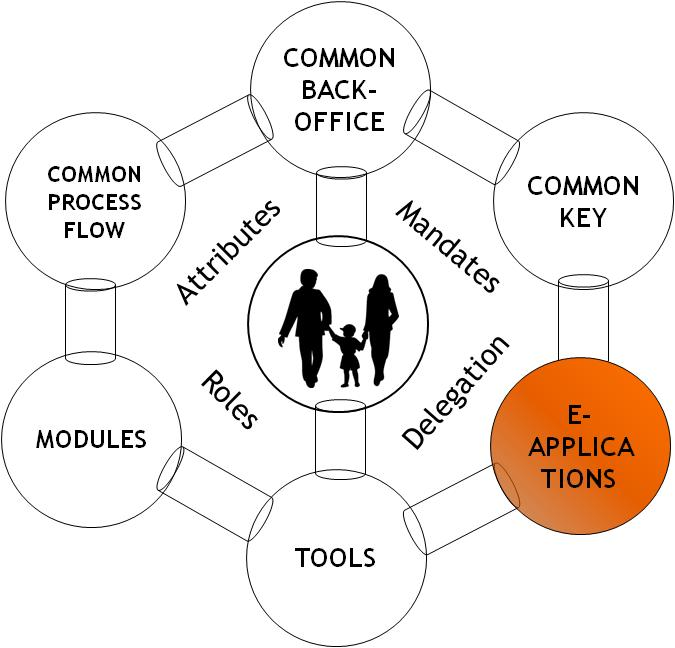 COMMON
BACK-
OFFICE
COMMON
PROCESS
FLOW
COMMON
KEY
Attributes
Mandates
Roles
Delegation
MODULES
E-
APPLICA
TIONS
TOOLS